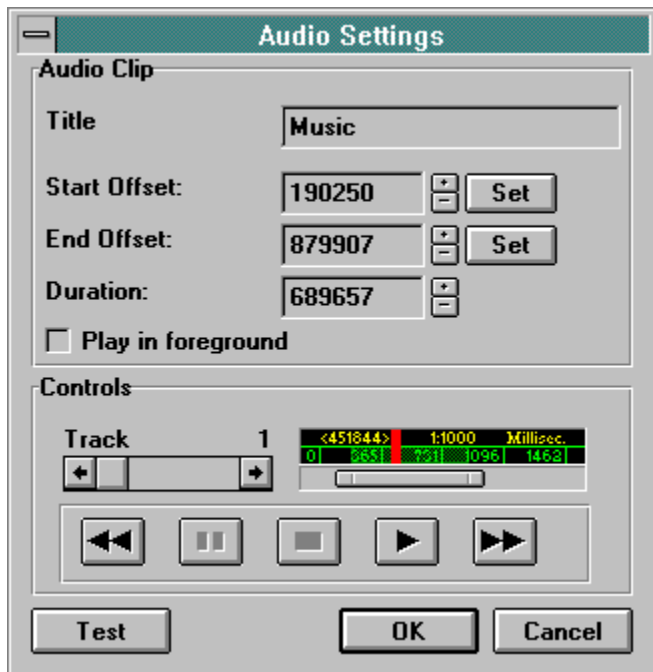 Audio Settings
Audio Clip
Title Music
Start Offset: 190250 + − Set
End Offset: 879907 + − Set
Duration: 689657 + −
Play in foreground
Controls
Track 1
<451844> 1:1000 Millisec.
0 365 731 1096 1462
Test OK Cancel